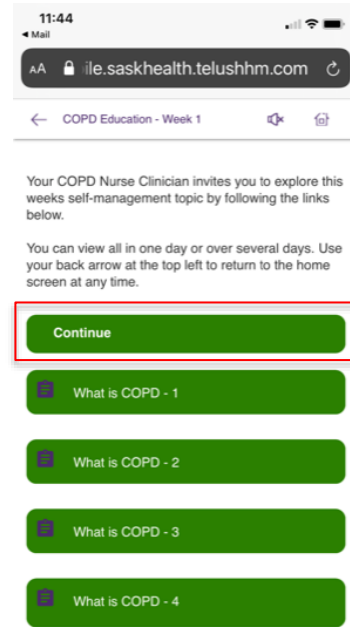 11:44
Mail
AA ile.saskhealth.telushhm.com
COPD Education - Week 1
Your COPD Nurse Clinician invites you to explore this
weeks self-management topic by following the links
below.
You can view all in one day or over several days. Use
your back arrow at the top left to return to the home
screen at any time.
Continue
What is COPD - 1
What is COPD - 2
What is COPD - 3
What is COPD - 4